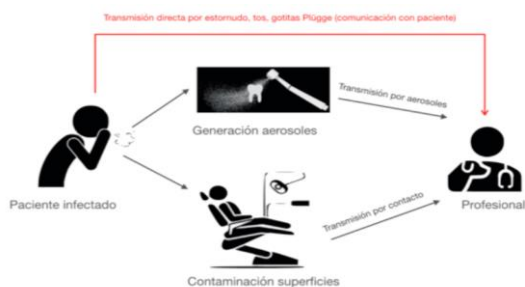 Transmisión directa por estornudo, tos, gotitas Plügge (comunicación con paciente)
Transmisión por aerosoles
Generación aerosoles
Paciente infectado
Profesional
Transmisión por contacto
Contaminación superficies